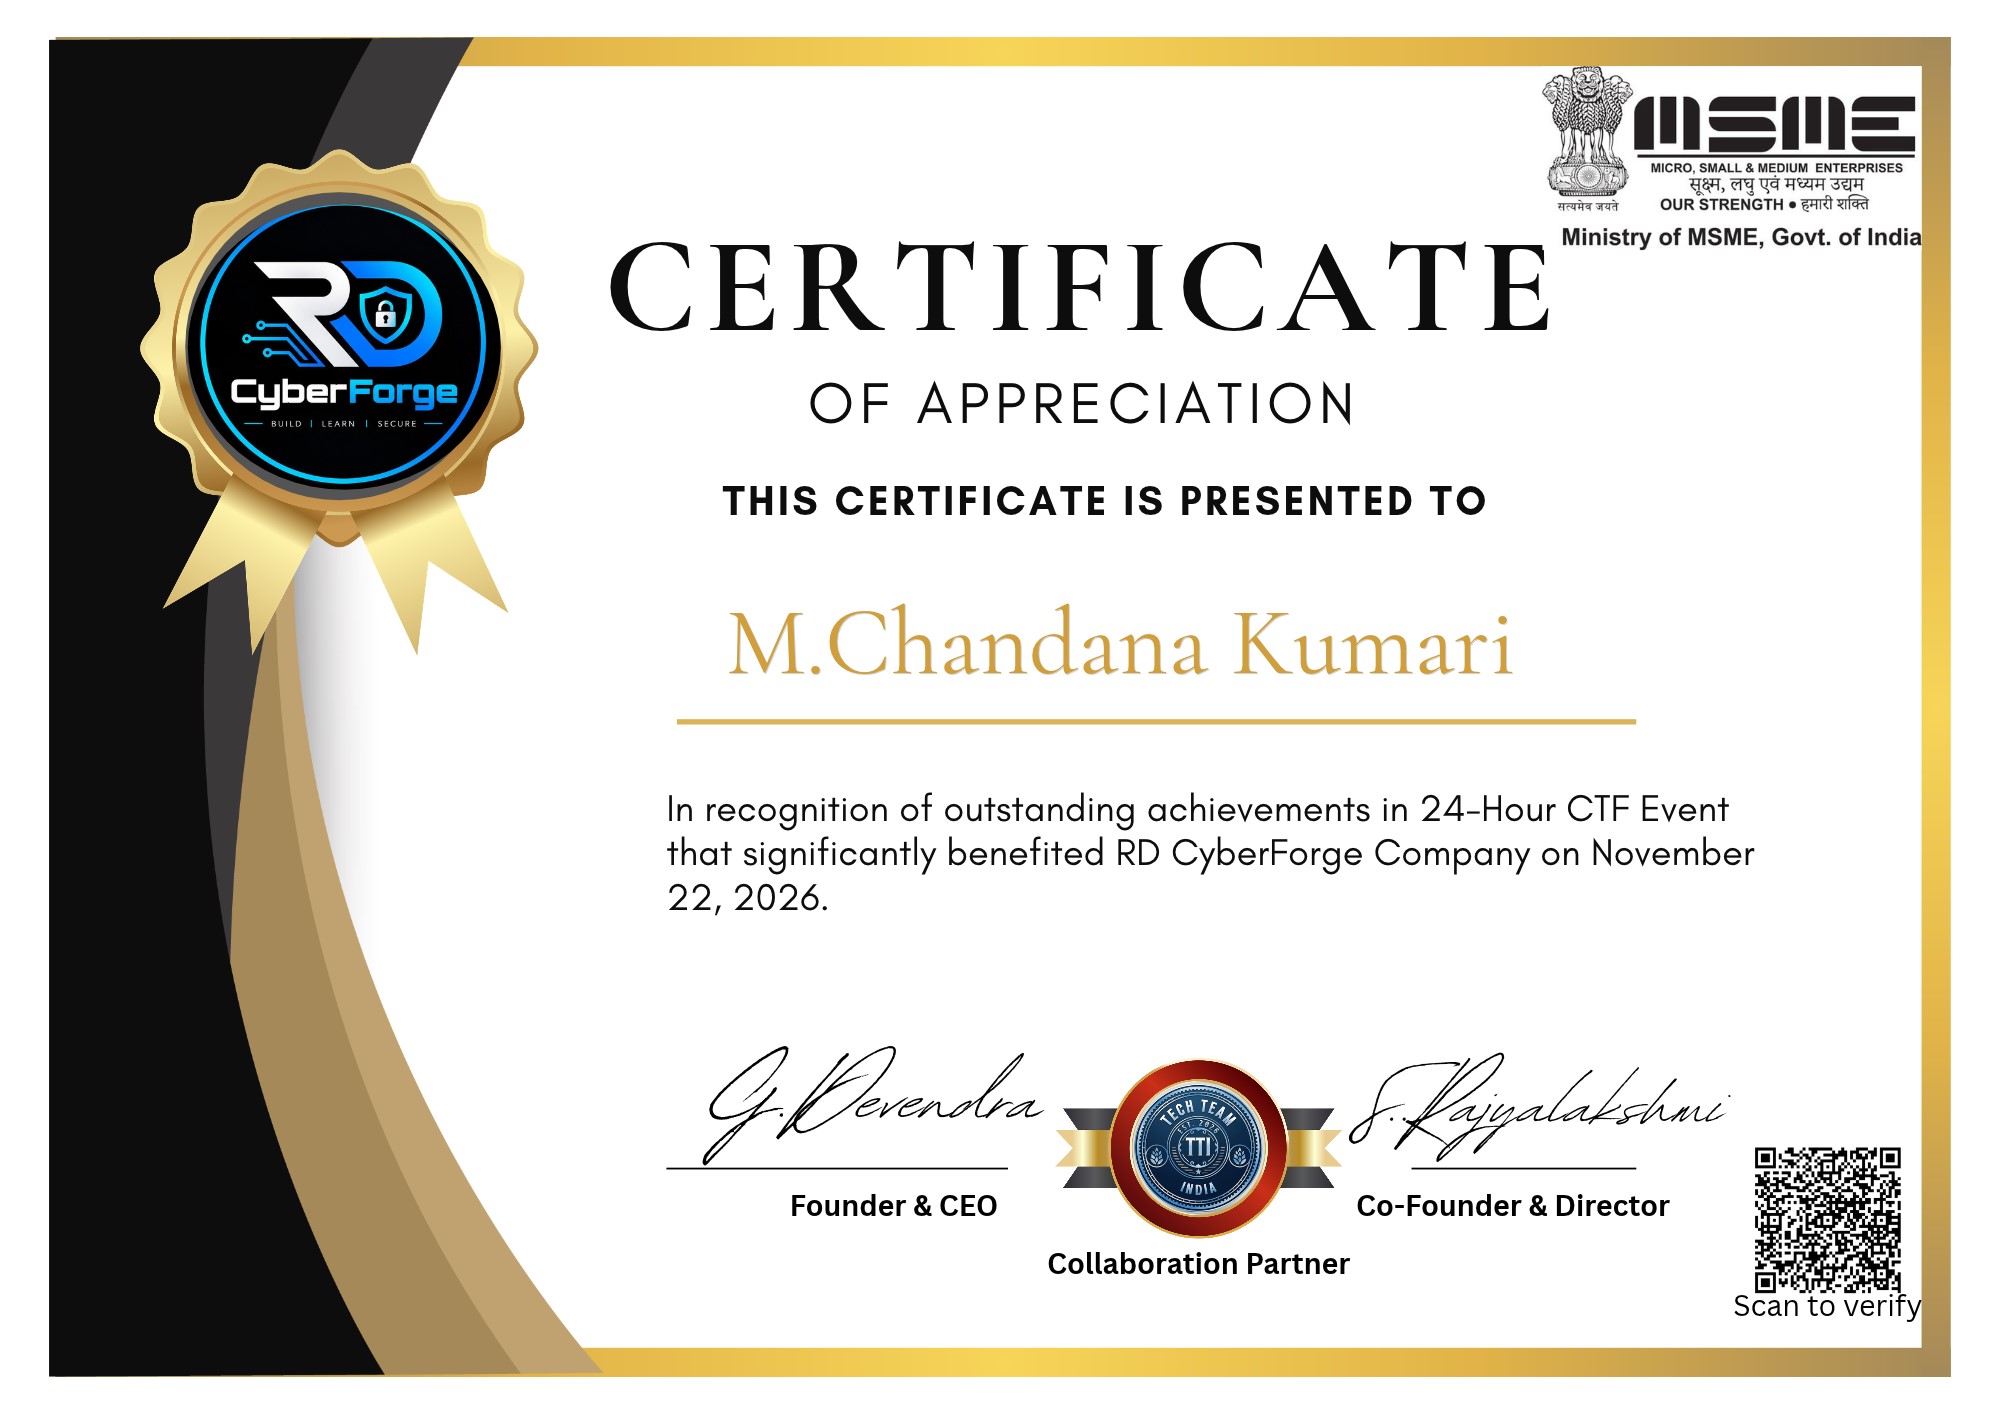 MSME
MICRO, SMALL & MEDIUM ENTERPRISES
सूक्ष्म, लघु एवं मध्यम उद्यम
OUR STRENGTH • हमारी शक्ति
सत्यमेव जयते
Ministry of MSME, Govt. of India
RD
CyberForge
BUILD | LEARN | SECURE
CERTIFICATE
OF APPRECIATION
THIS CERTIFICATE IS PRESENTED TO
M.Chandana Kumari
In recognition of outstanding achievements in 24-Hour CTF Event
that significantly benefited RD CyberForge Company on November
22, 2026.
G.Devendra
Founder & CEO
TECH TEAM
EST. 2026
TTI
INDIA
Collaboration Partner
S.Rajyalakshmi
Co-Founder & Director
Scan to verify